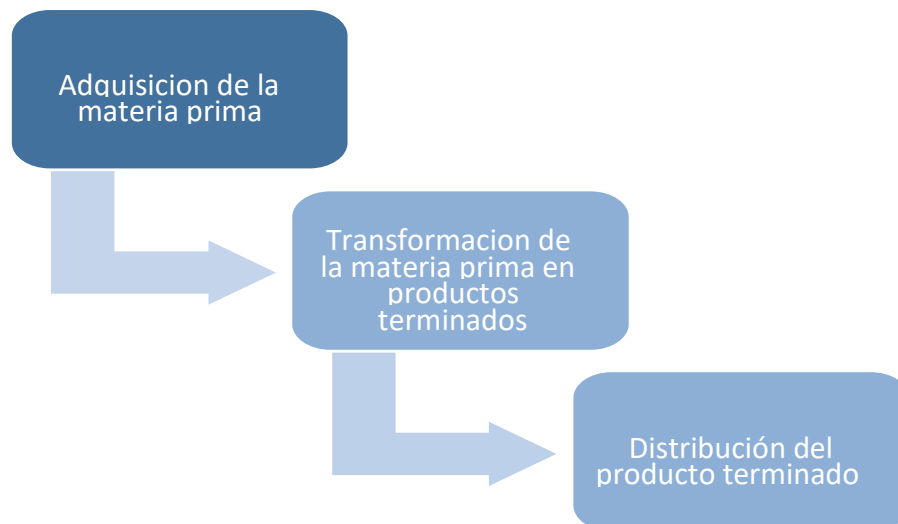 Adquisicion de la
materia prima
Transformacion de
la materia prima en
productos
terminados
Distribución del
producto terminado